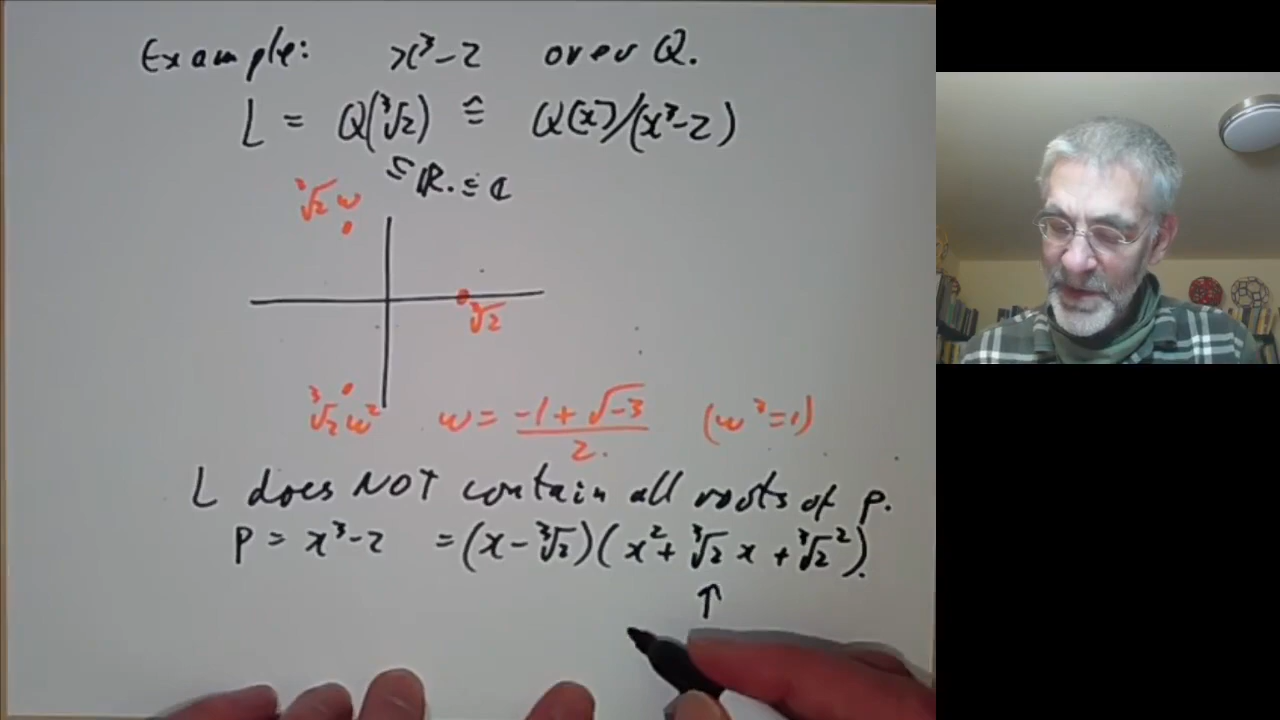 Example: x³-2 over Q.
L = Q(∛2) ≅ Q[x]/(x³-2)
⊆ R. ⊆ C
∛2 ω
∛2
∛2 ω² ω = (-1 + √-3)/2. (ω³=1)
L does NOT contain all roots of p.
P = x³-2 = (x-∛2)(x²+∛2x+∛2²).
↑